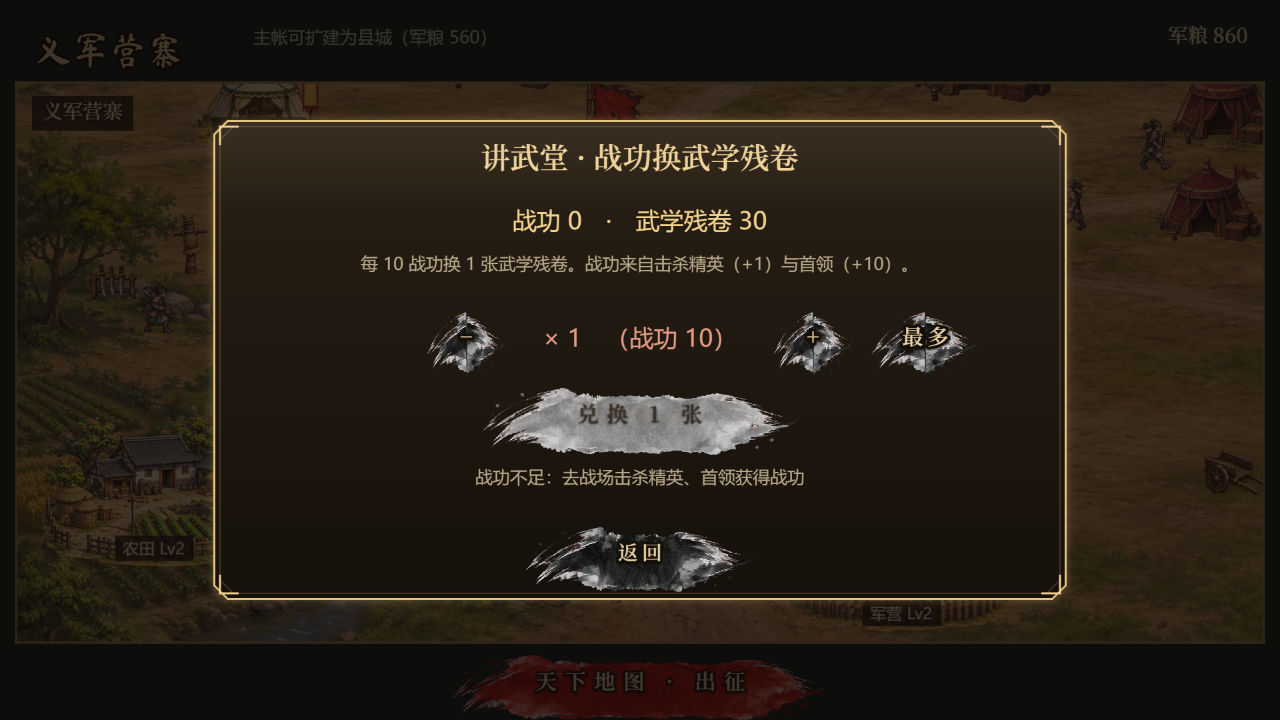 义军营寨
主帐可扩建为县城（军粮 560）
军粮 860
义军营寨
讲武堂 · 战功换武学残卷
战功 0 · 武学残卷 30
每 10 战功换 1 张武学残卷。战功来自击杀精英（+1）与首领（+10）。
− × 1 （战功 10） + 最多
兑换 1 张
战功不足：去战场击杀精英、首领获得战功
农田 Lv2
返回
军营 Lv2
天下地图 · 出征